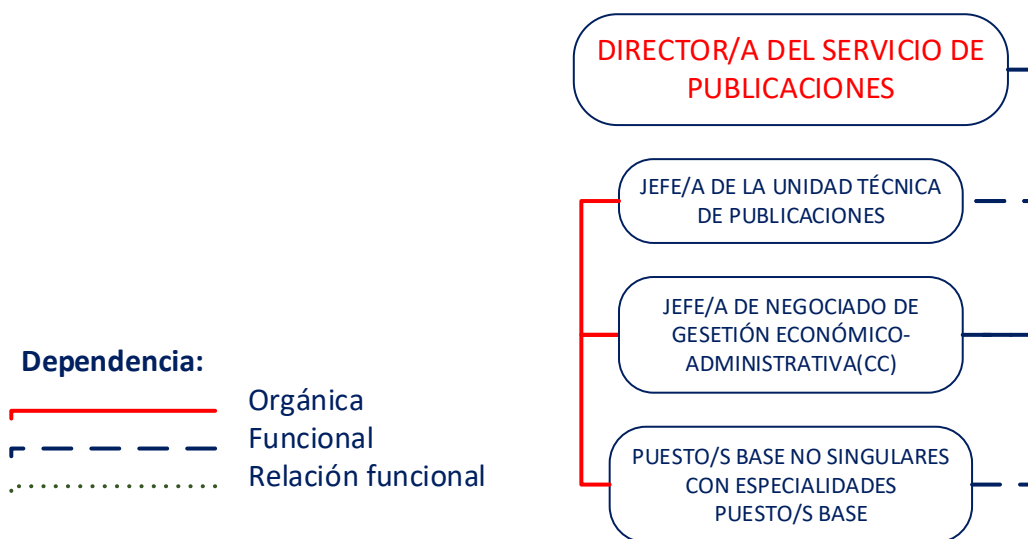 DIRECTOR/A DEL SERVICIO DE
PUBLICACIONES
JEFE/A DE LA UNIDAD TÉCNICA
DE PUBLICACIONES
JEFE/A DE NEGOCIADO DE
GESETIÓN ECONÓMICO-
ADMINISTRATIVA(CC)
PUESTO/S BASE NO SINGULARES
CON ESPECIALIDADES
PUESTO/S BASE
Dependencia:
Orgánica
Funcional
Relación funcional